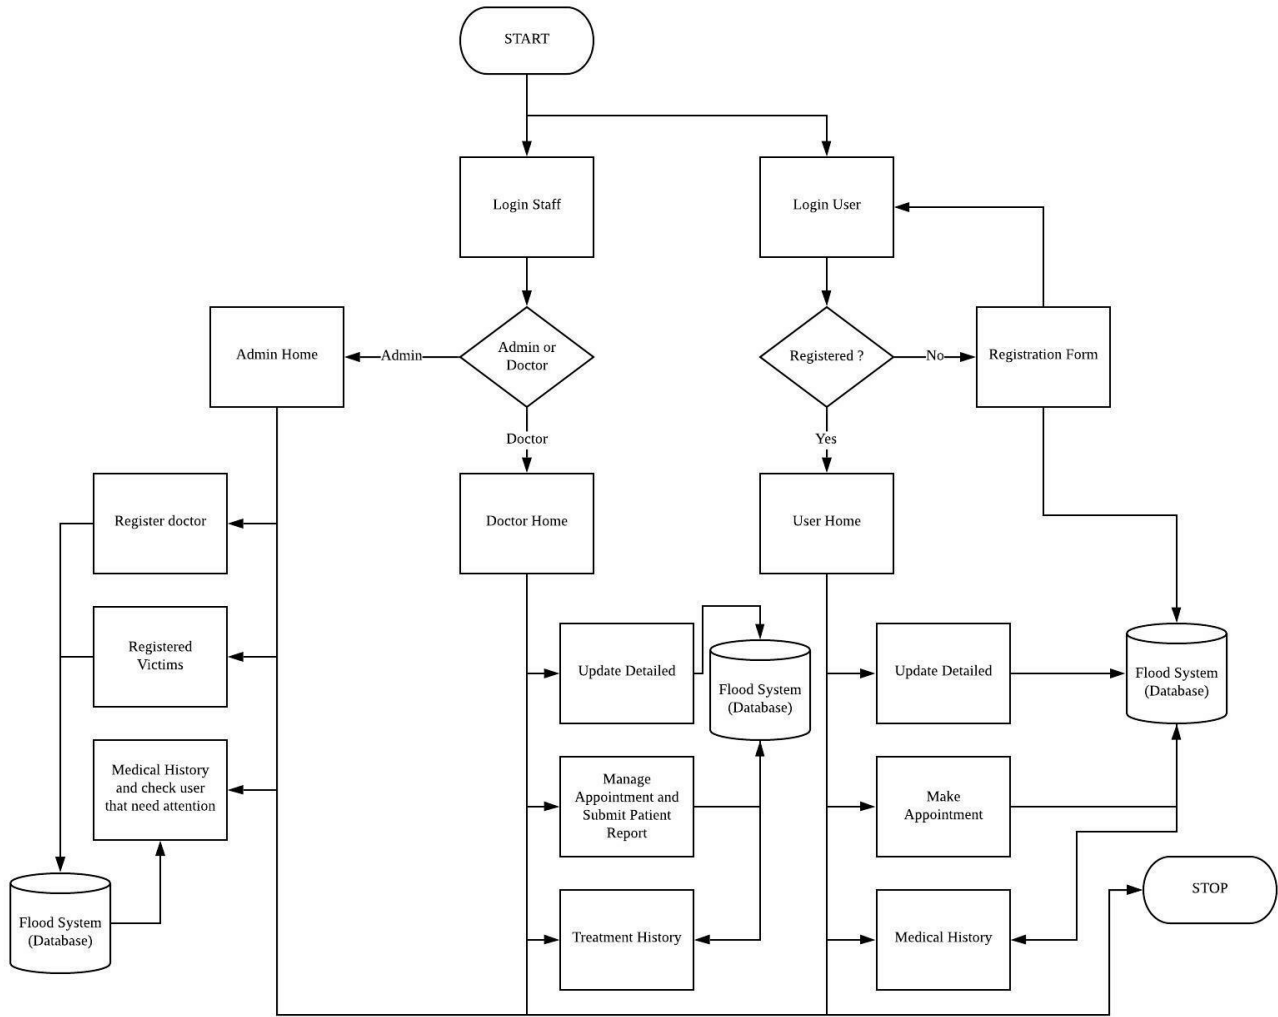 START
Login Staff
Login User
Admin Home
Admin
Admin or
Doctor
Registered ?
No
Registration Form
Doctor
Yes
Register doctor
Doctor Home
User Home
Registered
Victims
Update Detailed
Flood System
(Database)
Update Detailed
Flood System
(Database)
Medical History
and check user
that need attention
Manage
Appointment and
Submit Patient
Report
Make
Appointment
STOP
Flood System
(Database)
Treatment History
Medical History